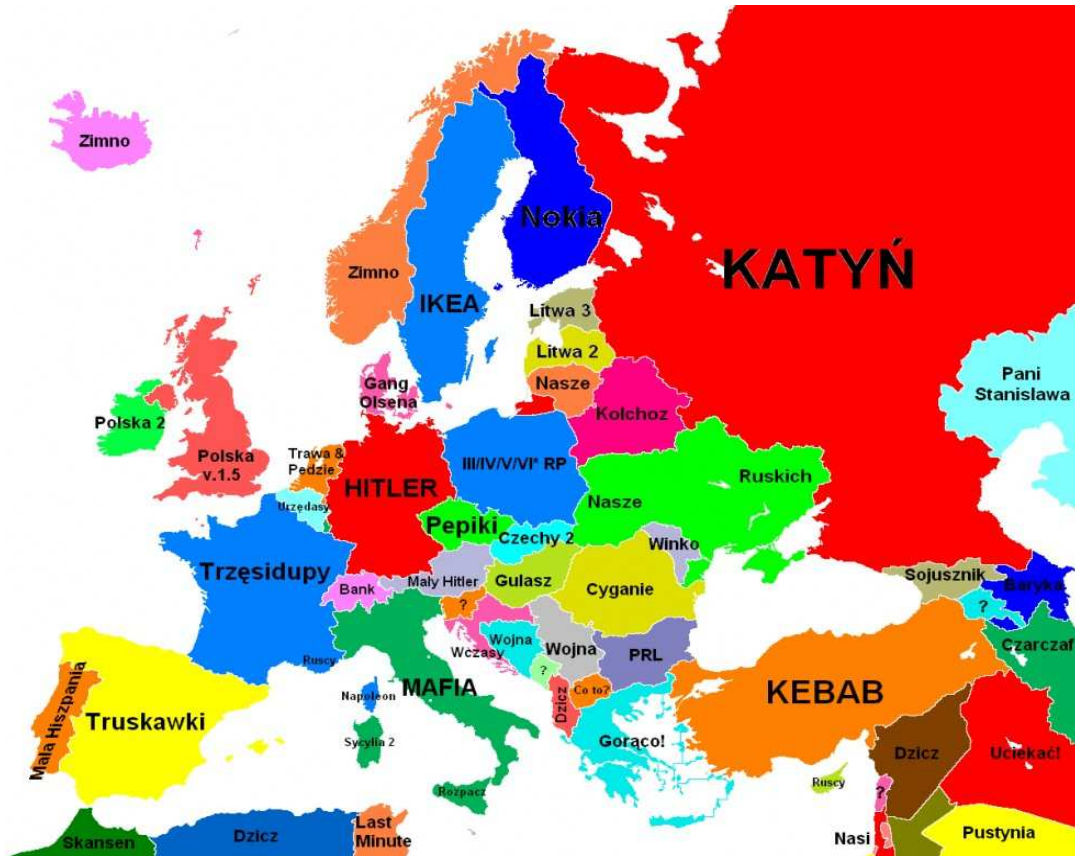 Zimno
Nokia
KATYŃ
Zimno
IKEA
Litwa 3
Litwa 2
Nasze
Gang
Olsena
Kołchoz
Pani
Stanisława
Polska 2
Polska
v.1.5
Trawa &
Pedzie
HITLER
III/IV/V/VI* RP
Ruskich
Nasze
Urzędasy
Pepiki
Czechy 2
Winko
Trzęsidupy
Bank
Mały Hitler
Gulasz
Cyganie
Sojusznik
Baryka
?
?
Wczasy
Wojna
Wojna
PRL
Czarczaf
Ruscy
MAFIA
?
Co to?
Dzicz
KEBAB
Mała Hiszpania
Truskawki
Napoleon
Sycylia 2
Gorąco!
Dzicz
Uciekać!
Rozpacz
Ruscy
?
Skansen
Dzicz
Last
Minute
Nasi
Pustynia